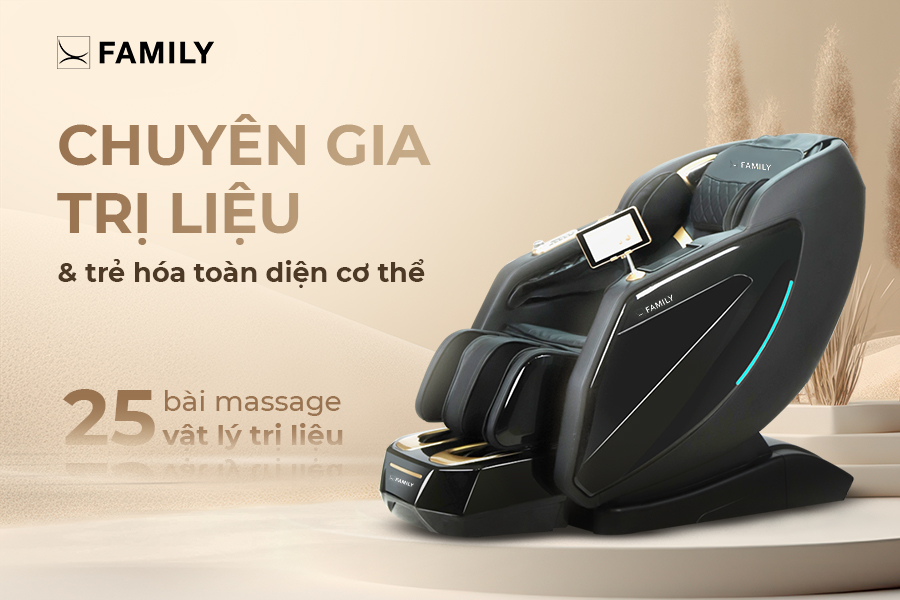 FAMILY
CHUYÊN GIA
TRỊ LIỆU
& trẻ hóa toàn diện cơ thể
25 bài massage
vật lý trị liệu
FAMILY
FAMILY
FAMILY